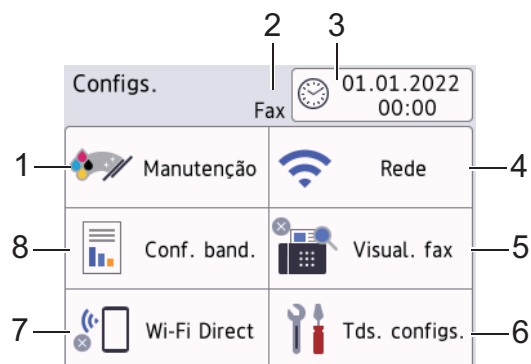 2 3
Configs.
Fax
01.01.2022
00:00
1 Manutenção Rede 4
8 Conf. band. Visual. fax 5
7 Wi-Fi Direct Tds. configs. 6